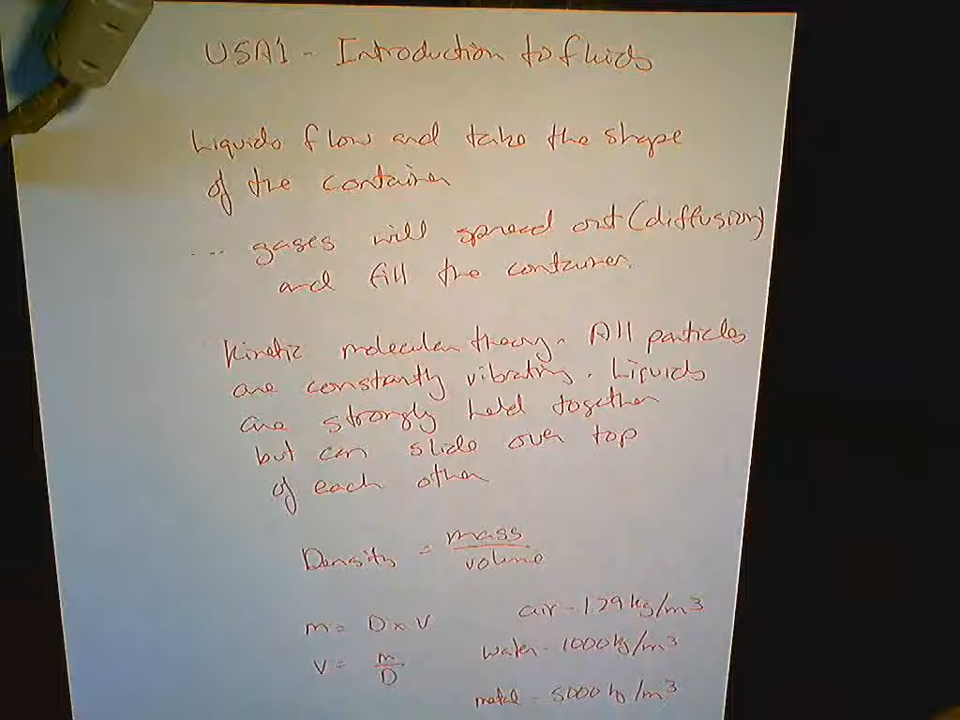 USA1 - Introduction to fluids
Liquids flow and take the shape
of the container
... gases will spread out (diffusion)
and fill the container.
Kinetic molecular theory. All particles
are constantly vibrating. Liquids
are strongly held together
but can slide over top
of each other
Density = mass
volume
m = D x V
air - 1.29 kg/m3
V = m
D
water - 1000 kg/m3
metal - 5000 kg/m3